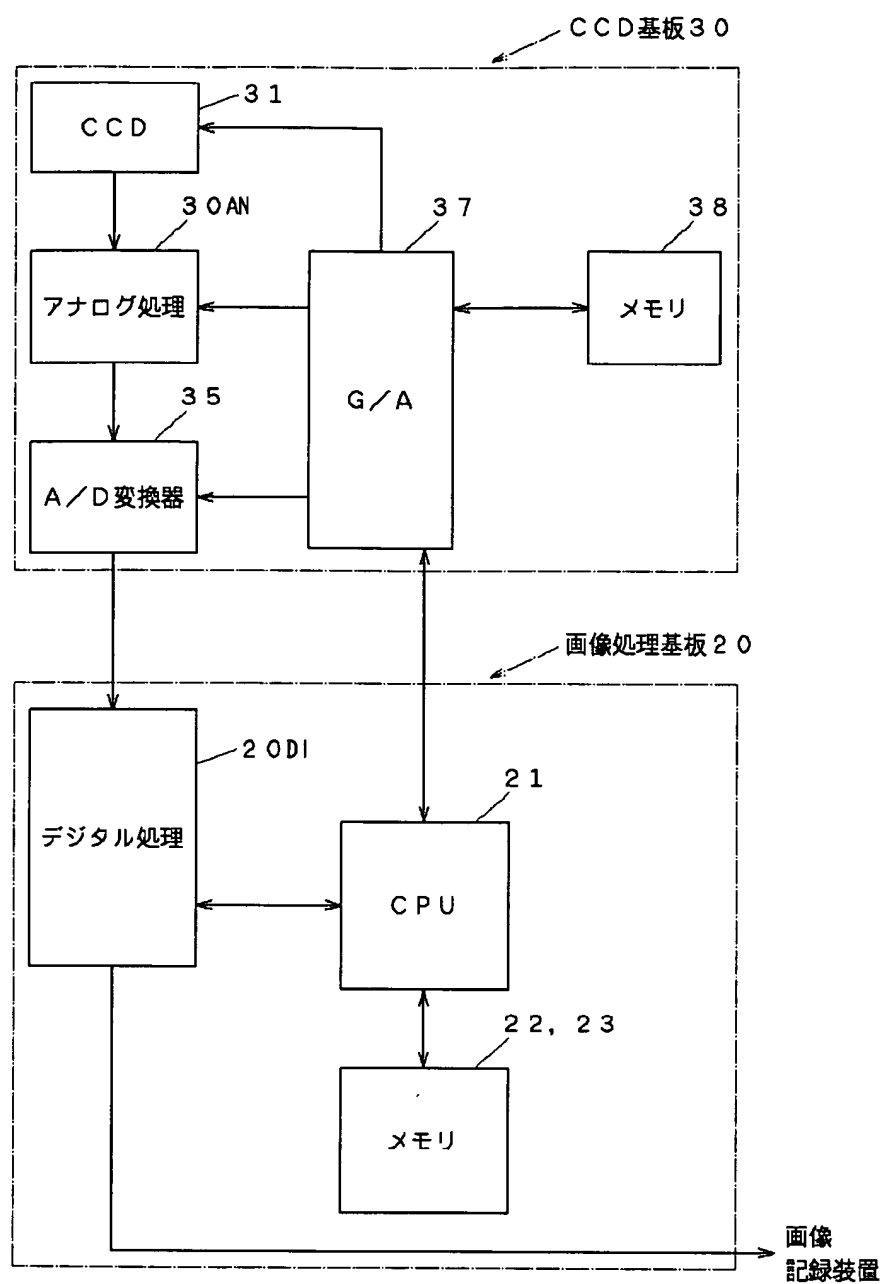 CCD基板30
31
CCD
30AN
37
38
アナログ処理
メモリ
G/A
35
A/D変換器
画像処理基板20
20DI
21
デジタル処理
CPU
22, 23
メモリ
画像
記録装置